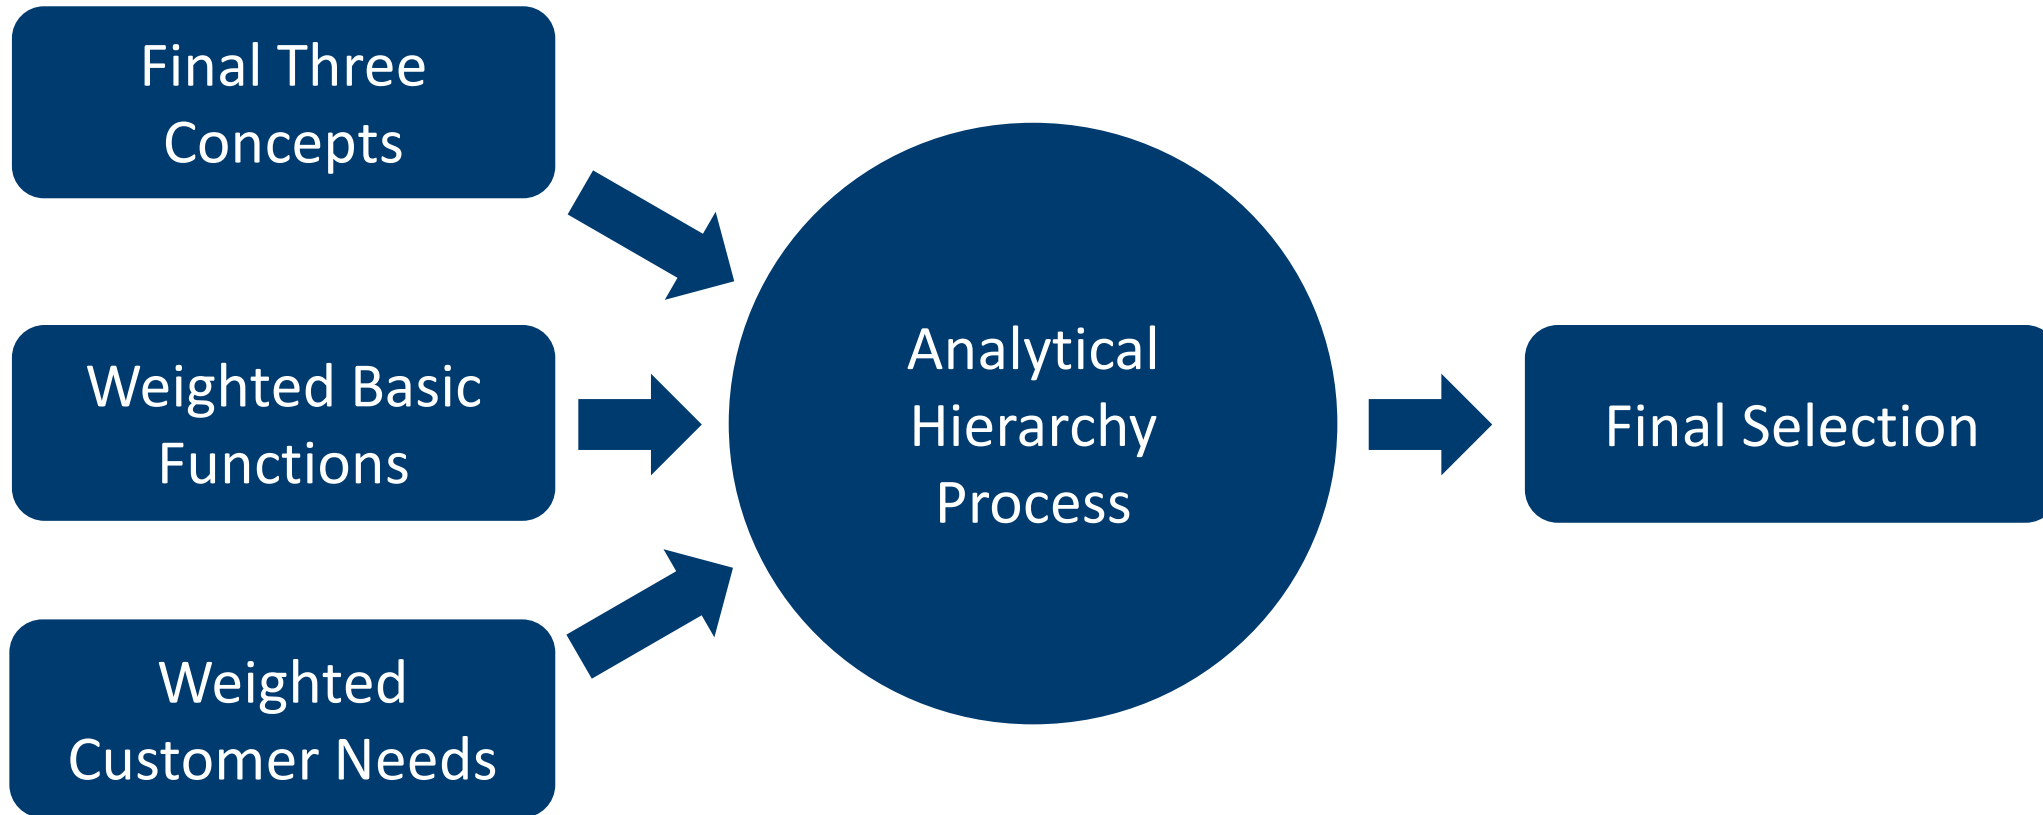 Final Three
Concepts
Weighted Basic
Functions
Weighted
Customer Needs
Analytical
Hierarchy
Process
Final Selection